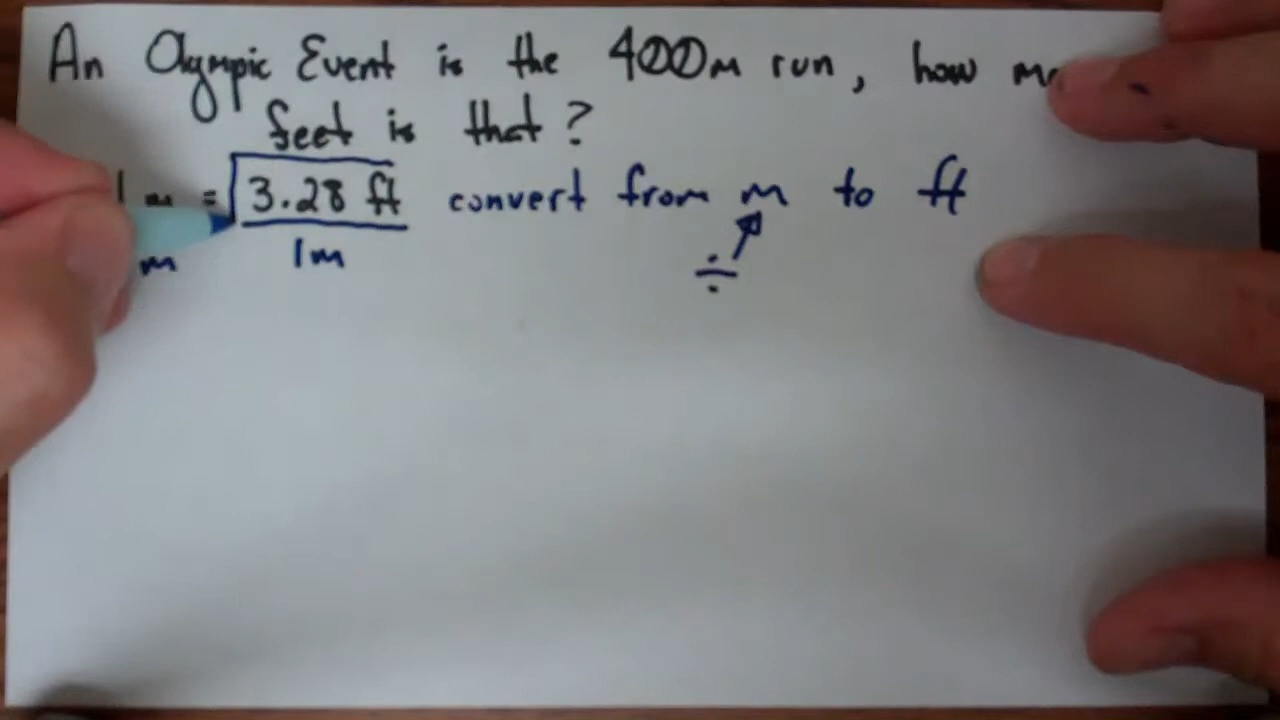 An Olympic Event is the 400m run, how
feet is that?
1 m = 3.28 ft convert from m to ft
m 1m ÷